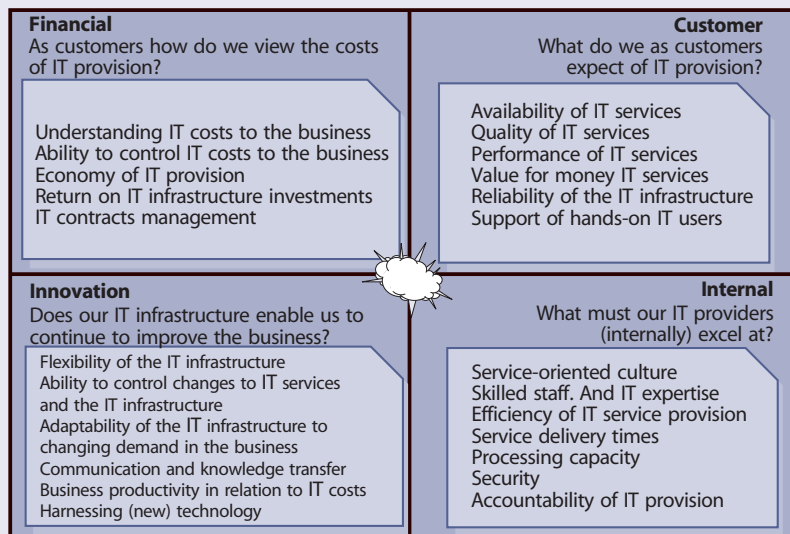 Financial
As customers how do we view the costs
of IT provision?
Understanding IT costs to the business
Ability to control IT costs to the business
Economy of IT provision
Return on IT infrastructure investments
IT contracts management
Customer
What do we as customers
expect of IT provision?
Availability of IT services
Quality of IT services
Performance of IT services
Value for money IT services
Reliability of the IT infrastructure
Support of hands-on IT users
Innovation
Does our IT infrastructure enable us to
continue to improve the business?
Flexibility of the IT infrastructure
Ability to control changes to IT services
and the IT infrastructure
Adaptability of the IT infrastructure to
changing demand in the business
Communication and knowledge transfer
Business productivity in relation to IT costs
Harnessing (new) technology
Internal
What must our IT providers
(internally) excel at?
Service-oriented culture
Skilled staff. And IT expertise
Efficiency of IT service provision
Service delivery times
Processing capacity
Security
Accountability of IT provision